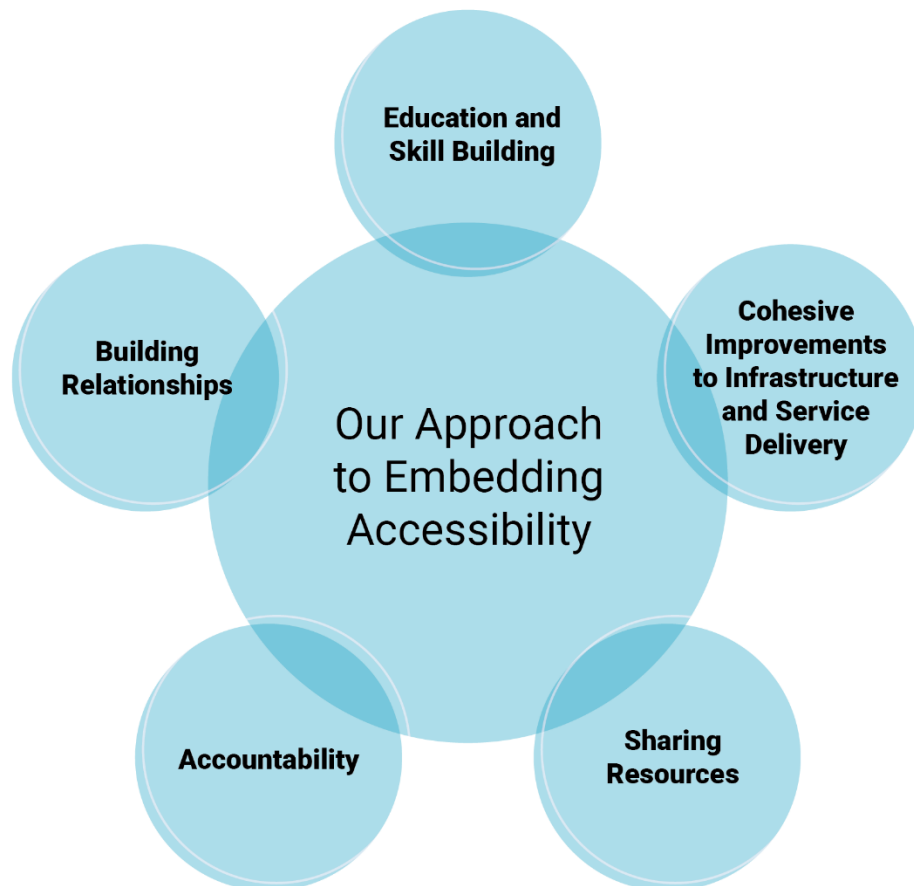 Education and
Skill Building
Cohesive
Improvements
to Infrastructure
and Service
Delivery
Building
Relationships
Our Approach
to Embedding
Accessibility
Accountability
Sharing
Resources